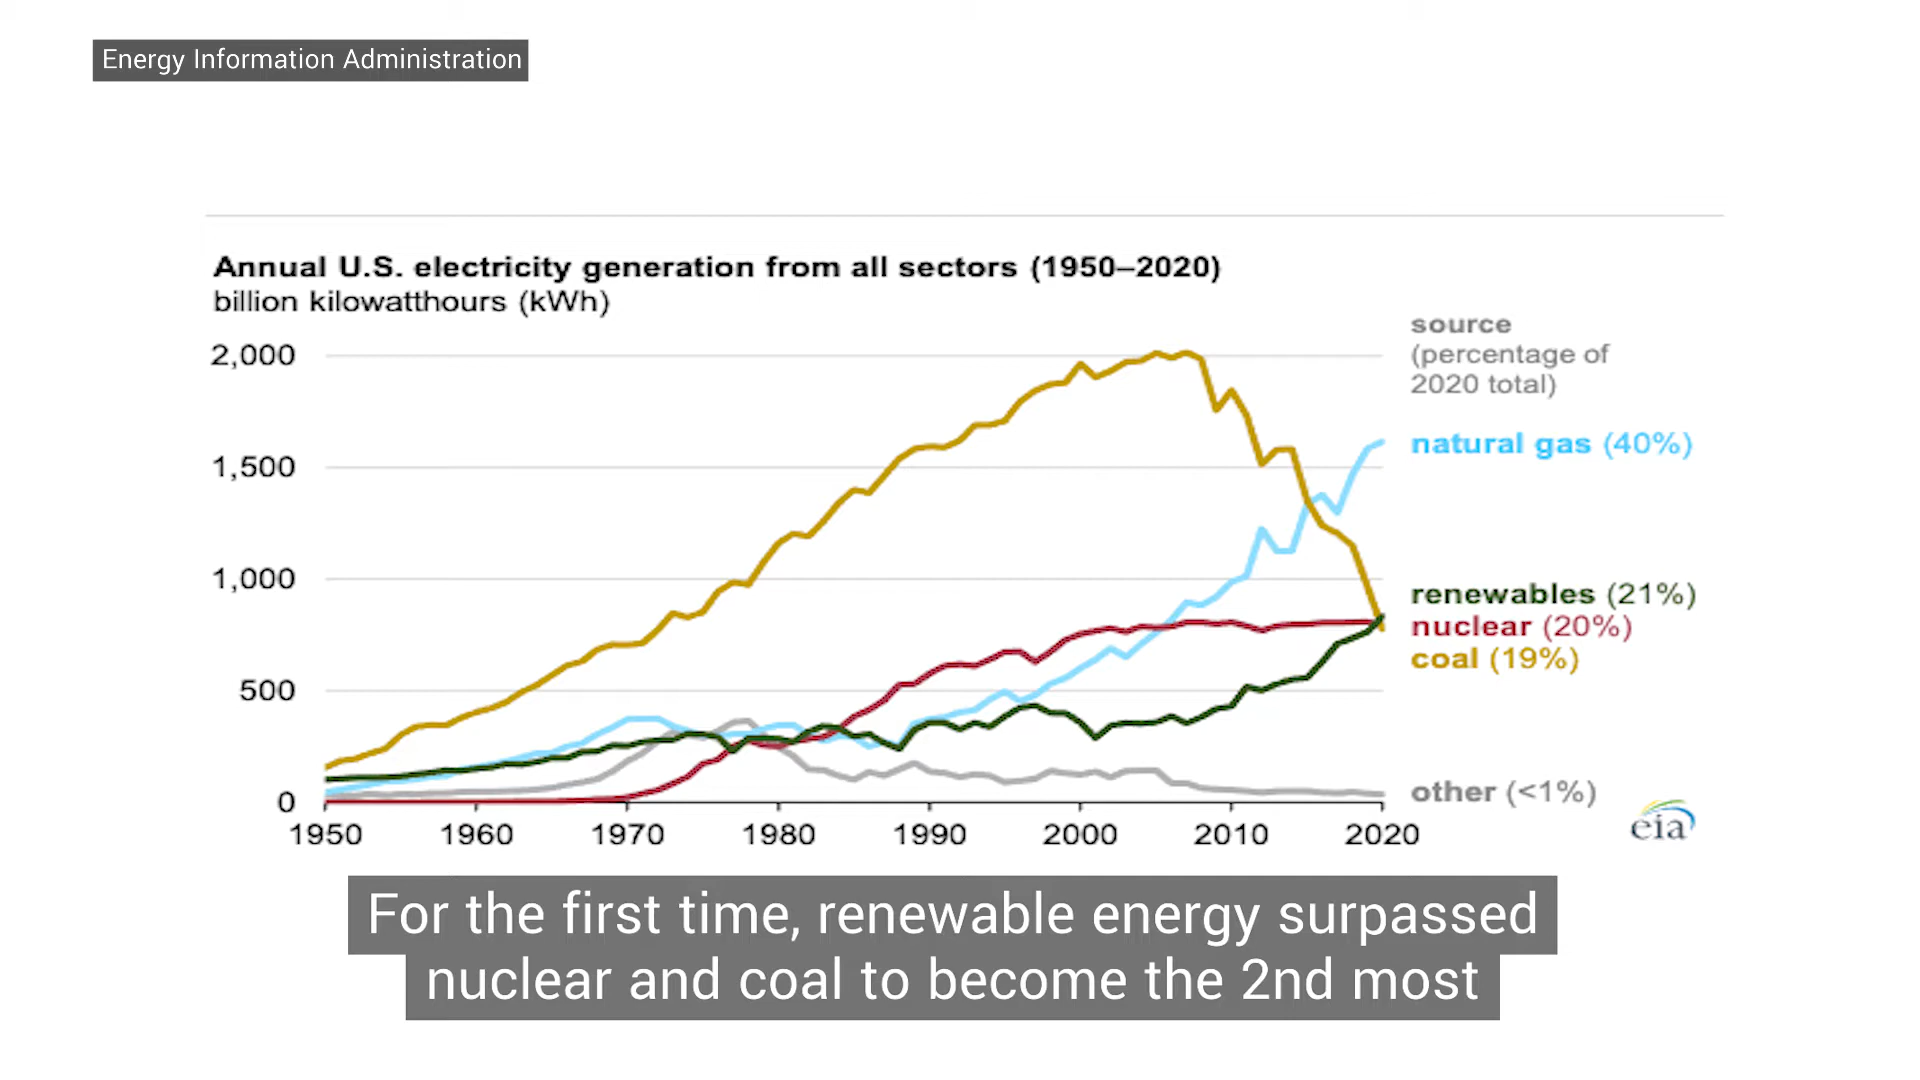 Energy Information Administration
Annual U.S. electricity generation from all sectors (1950–2020)
billion kilowatthours (kWh)
source
(percentage of
2020 total)
2,000
1,500
1,000
500
0
natural gas (40%)
renewables (21%)
nuclear (20%)
coal (19%)
other (<1%)
eia
1950 1960 1970 1980 1990 2000 2010 2020
For the first time, renewable energy surpassed
nuclear and coal to become the 2nd most